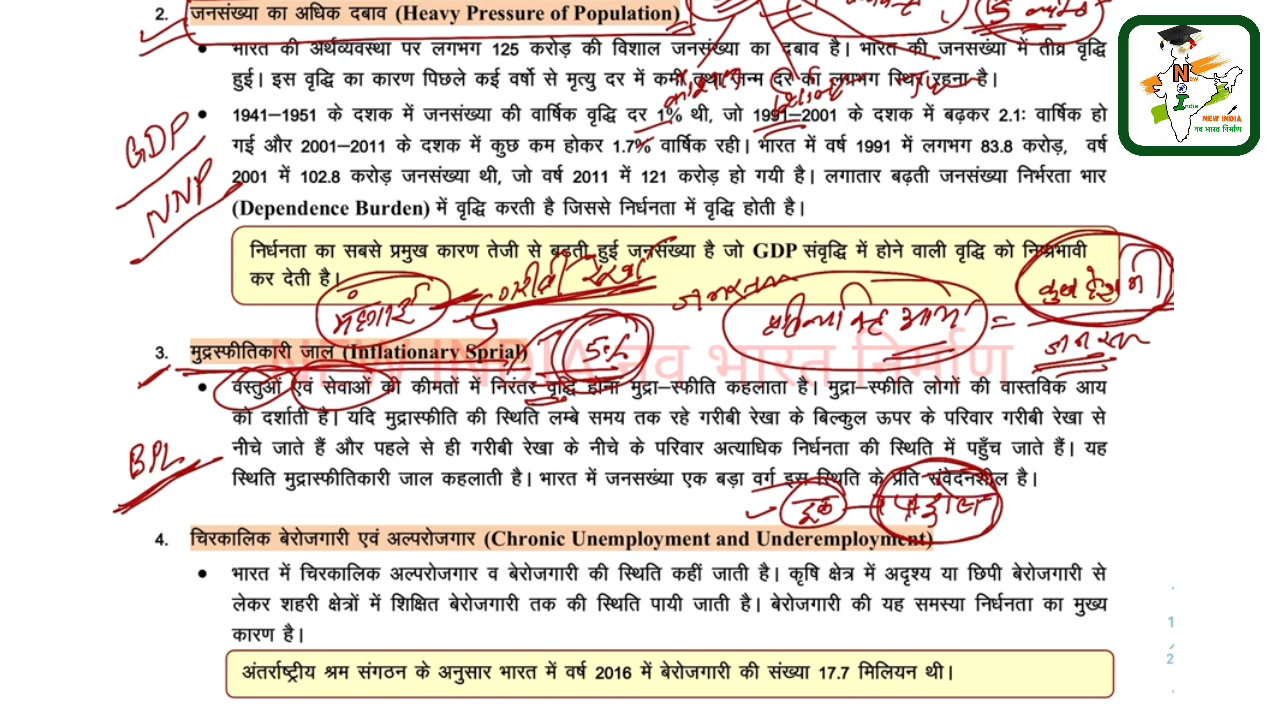 2. जनसंख्या का अधिक दबाव (Heavy Pressure of Population)
• भारत की अर्थव्यवस्था पर लगभग 125 करोड़ की विशाल जनसंख्या का दबाव है। भारत की जनसंख्या में तीव्र वृद्धि
हुई। इस वृद्धि का कारण पिछले कई वर्षो से मृत्यु दर में कमी तथा जन्म दर का लगभग स्थिर रहना है।
• 1941–1951 के दशक में जनसंख्या की वार्षिक वृद्धि दर 1% थी, जो 1991–2001 के दशक में बढ़कर 2.1ः वार्षिक हो
गई और 2001–2011 के दशक में कुछ कम होकर 1.7% वार्षिक रही। भारत में वर्ष 1991 में लगभग 83.8 करोड़, वर्ष
2001 में 102.8 करोड़ जनसंख्या थी, जो वर्ष 2011 में 121 करोड़ हो गयी है। लगातार बढ़ती जनसंख्या निर्भरता भार
(Dependence Burden) में वृद्धि करती है जिससे निर्धनता में वृद्धि होती है।
GDP
NNP
निर्धनता का सबसे प्रमुख कारण तेजी से बढ़ती हुई जनसंख्या है जो GDP संवृद्धि में होने वाली वृद्धि को निष्प्रभावी
कर देती है।
महंगाई गरीबी रेखा
3. मुद्रास्फीतिकारी जाल (Inflationary Sprial)
NEW INDIA नव भारत निर्माण
• वस्तुओं एवं सेवाओं की कीमतों में निरंतर वृद्धि होना मुद्रा–स्फीति कहलाता है। मुद्रा–स्फीति लोगों की वास्तविक आय
को दर्शाती है। यदि मुद्रास्फीति की स्थिति लम्बे समय तक रहे गरीबी रेखा के बिल्कुल ऊपर के परिवार गरीबी रेखा से
नीचे जाते हैं और पहले से ही गरीबी रेखा के नीचे के परिवार अत्याधिक निर्धनता की स्थिति में पहुँच जाते हैं। यह
स्थिति मुद्रास्फीतिकारी जाल कहलाती है। भारत में जनसंख्या एक बड़ा वर्ग इस स्थिति के प्रति संवेदनशील है।
BPL
4. चिरकालिक बेरोजगारी एवं अल्परोजगार (Chronic Unemployment and Underemployment)
• भारत में चिरकालिक अल्परोजगार व बेरोजगारी की स्थिति कहीं जाती है। कृषि क्षेत्र में अदृश्य या छिपी बेरोजगारी से
लेकर शहरी क्षेत्रों में शिक्षित बेरोजगारी तक की स्थिति पायी जाती है। बेरोजगारी की यह समस्या निर्धनता का मुख्य
कारण है।
अंतर्राष्ट्रीय श्रम संगठन के अनुसार भारत में वर्ष 2016 में बेरोजगारी की संख्या 17.7 मिलियन थी।
NEW INDIA
नव भारत निर्माण